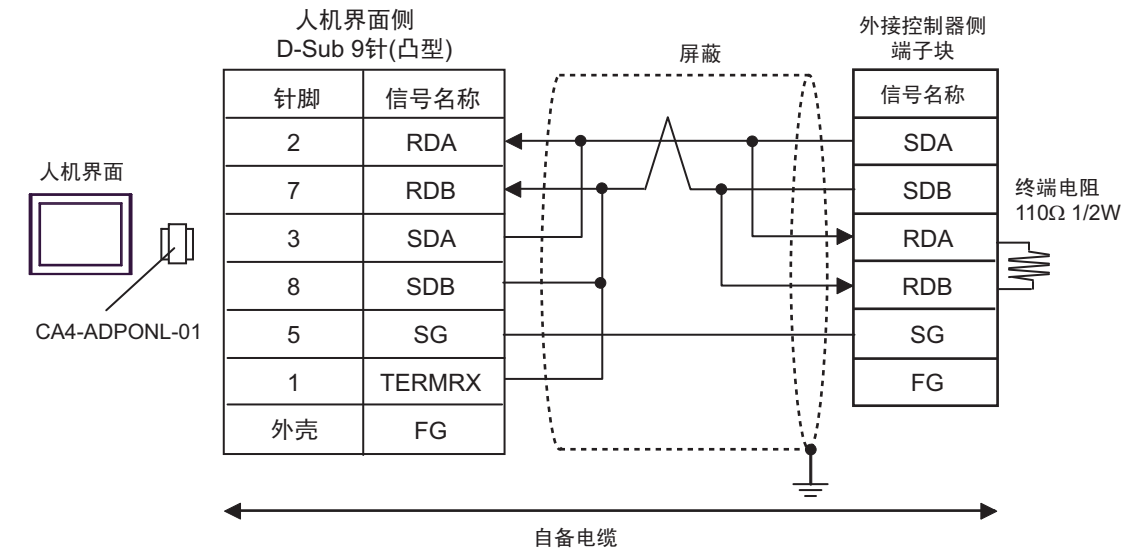 人机界面侧
D-Sub 9针(凸型)
屏蔽
外接控制器侧
端子块
针脚 信号名称
信号名称
2 RDA
SDA
7 RDB
SDB
3 SDA
RDA
8 SDB
RDB
5 SG
SG
1 TERMRX
FG
外壳 FG
人机界面
CA4-ADPONL-01
终端电阻
110Ω 1/2W
自备电缆